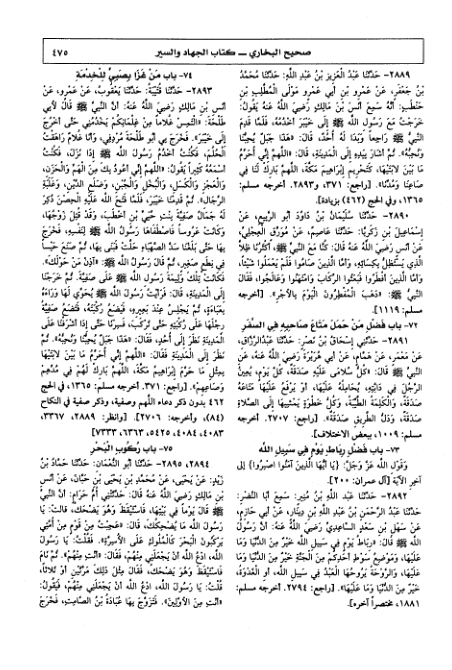 صحيح البخاري ــ كتاب الجهاد والسير
٤٧٥
٢٨٨٩- حَدَّثَنَا عَبْدُ الْعَزِيزِ بْنُ عَبْدِ اللَّهِ: حَدَّثَنَا مُحَمَّدُ
بْنُ جَعْفَرٍ، عَنْ عَمْرِو بْنِ أَبِي عَمْرٍو مَوْلَى الْمُطَّلِبِ بْنِ
حَنْطَبٍ: أَنَّهُ سَمِعَ أَنَسَ بْنَ مَالِكٍ رَضِيَ اللَّهُ عَنْهُ يَقُولُ:
خَرَجْتُ مَعَ رَسُولِ اللَّهِ ﷺ إِلَى خَيْبَرَ أَخْدُمُهُ، فَلَمَّا قَدِمَ
النَّبِيُّ ﷺ رَاجِعاً وَبَدَا لَهُ أُحُدٌ، قَالَ: «هَذَا جَبَلٌ يُحِبُّنَا
وَنُحِبُّهُ». ثُمَّ أَشَارَ بِيَدِهِ إِلَى الْمَدِينَةِ، قَالَ: «اللَّهُمَّ إِنِّي أُحَرِّمُ
مَا بَيْنَ لَابَتَيْهَا، كَتَحْرِيمِ إِبْرَاهِيمَ مَكَّةَ، اللَّهُمَّ بَارِكْ لَنَا فِي
صَاعِنَا وَمُدِّنَا». [راجع: ٣٧١، و٢٨٩٣. أخرجه مسلم:
١٣٦٥، وفي الحج (٤٦٢) بزيادة].
٢٨٩٠- حَدَّثَنَا سُلَيْمَانُ بْنُ دَاوُدَ أَبُو الرَّبِيعِ، عَنْ
إِسْمَاعِيلَ بْنِ زَكَرِيَّا: حَدَّثَنَا عَاصِمٌ، عَنْ مُوَرِّقٍ الْعِجْلِيِّ،
عَنْ أَنَسٍ رَضِيَ اللَّهُ عَنْهُ قَالَ: كُنَّا مَعَ النَّبِيِّ ﷺ، أَكْثَرُنَا ظِلًّا
الَّذِي يَسْتَظِلُّ بِكِسَائِهِ، وَأَمَّا الَّذِينَ صَامُوا فَلَمْ يَعْمَلُوا شَيْئاً،
وَأَمَّا الَّذِينَ أَفْطَرُوا فَبَعَثُوا الرِّكَابَ وَامْتَهَنُوا وَعَالَجُوا، فَقَالَ
النَّبِيُّ ﷺ: «ذَهَبَ الْمُفْطِرُونَ الْيَوْمَ بِالْأَجْرِ». [أخرجه
مسلم: ١١١٩].
٧٢- باب فَضْلِ مَنْ حَمَلَ مَتَاعَ صَاحِبِهِ فِي السَّفَرِ
٢٨٩١- حَدَّثَنِي إِسْحَاقُ بْنُ نَصْرٍ: حَدَّثَنَا عَبْدُ الرَّزَّاقِ،
عَنْ مَعْمَرٍ، عَنْ هَمَّامٍ، عَنْ أَبِي هُرَيْرَةَ رَضِيَ اللَّهُ عَنْهُ، عَنِ
النَّبِيِّ ﷺ قَالَ: «كُلُّ سُلَامَى عَلَيْهِ صَدَقَةٌ، كُلَّ يَوْمٍ، يُعِينُ
الرَّجُلَ فِي دَابَّتِهِ، يُحَامِلُهُ عَلَيْهَا، أَوْ يَرْفَعُ عَلَيْهَا مَتَاعَهُ
صَدَقَةٌ، وَالْكَلِمَةُ الطَّيِّبَةُ، وَكُلُّ خَطْوَةٍ يَمْشِيهَا إِلَى الصَّلَاةِ
صَدَقَةٌ، وَدَلُّ الطَّرِيقِ صَدَقَةٌ». [راجع: ٢٧٠٧. أخرجه
مسلم: ١٠٠٩، ببعض الاختلاف].
٧٣- باب فَضْلِ رِبَاطِ يَوْمٍ فِي سَبِيلِ اللَّه
وَقَوْلِ اللَّهِ عَزَّ وَجَلَّ: {يَا أَيُّهَا الَّذِينَ آمَنُوا اصْبِرُوا} إِلَى
آخِرِ الْآيَةِ [آل عمران: ٢٠٠].
٢٨٩٢- حَدَّثَنَا عَبْدُ اللَّهِ بْنُ مُنِيرٍ: سَمِعَ أَبَا النَّضْرِ:
حَدَّثَنَا عَبْدُ الرَّحْمَنِ بْنُ عَبْدِ اللَّهِ بْنِ دِينَارٍ، عَنْ أَبِي حَازِمٍ،
عَنْ سَهْلِ بْنِ سَعْدٍ السَّاعِدِيِّ رَضِيَ اللَّهُ عَنْهُ: أَنَّ رَسُولَ
اللَّهِ ﷺ قَالَ: «رِبَاطُ يَوْمٍ فِي سَبِيلِ اللَّهِ خَيْرٌ مِنَ الدُّنْيَا وَمَا
عَلَيْهَا، وَمَوْضِعُ سَوْطِ أَحَدِكُمْ مِنَ الْجَنَّةِ خَيْرٌ مِنَ الدُّنْيَا وَمَا
عَلَيْهَا، وَالرَّوْحَةُ يَرُوحُهَا الْعَبْدُ فِي سَبِيلِ اللَّهِ، أَوِ الْغَدْوَةُ،
خَيْرٌ مِنَ الدُّنْيَا وَمَا عَلَيْهَا». [راجع: ٢٧٩٤. أخرجه مسلم:
١٨٨١، مختصراً آخره].
٧٤- باب مَنْ غَزَا بِصَبِيٍّ لِلْخِدْمَةِ
٢٨٩٣- حَدَّثَنَا قُتَيْبَةُ: حَدَّثَنَا يَعْقُوبُ، عَنْ عَمْرٍو، عَنْ
أَنَسِ بْنِ مَالِكٍ رَضِيَ اللَّهُ عَنْهُ: أَنَّ النَّبِيَّ ﷺ قَالَ لِأَبِي
طَلْحَةَ: «الْتَمِسْ غُلَاماً مِنْ غِلْمَانِكُمْ يَخْدُمُنِي حَتَّى أَخْرُجَ
إِلَى خَيْبَرَ». فَخَرَجَ بِي أَبُو طَلْحَةَ مُرْدِفِي، وَأَنَا غُلَامٌ رَاهَقْتُ
الْحُلُمَ، فَكُنْتُ أَخْدُمُ رَسُولَ اللَّهِ ﷺ إِذَا نَزَلَ، فَكُنْتُ
أَسْمَعُهُ كَثِيراً يَقُولُ: «اللَّهُمَّ إِنِّي أَعُوذُ بِكَ مِنَ الْهَمِّ وَالْحَزَنِ،
وَالْعَجْزِ وَالْكَسَلِ، وَالْبُخْلِ وَالْجُبْنِ، وَضَلَعِ الدَّيْنِ، وَغَلَبَةِ
الرِّجَالِ». ثُمَّ قَدِمْنَا خَيْبَرَ، فَلَمَّا فَتَحَ اللَّهُ عَلَيْهِ الْحِصْنَ ذُكِرَ
لَهُ جَمَالُ صَفِيَّةَ بِنْتِ حُيَيِّ بْنِ أَخْطَبَ، وَقَدْ قُتِلَ زَوْجُهَا،
وَكَانَتْ عَرُوساً فَاصْطَفَاهَا رَسُولُ اللَّهِ ﷺ لِنَفْسِهِ، فَخَرَجَ
بِهَا حَتَّى بَلَغْنَا سَدَّ الصَّهْبَاءِ حَلَّتْ فَبَنَى بِهَا، ثُمَّ صَنَعَ حَيْساً
فِي نِطَعٍ صَغِيرٍ، ثُمَّ قَالَ رَسُولُ اللَّهِ ﷺ: «آذِنْ مَنْ حَوْلَكَ».
فَكَانَتْ تِلْكَ وَلِيمَةَ رَسُولِ اللَّهِ ﷺ عَلَى صَفِيَّةَ. ثُمَّ خَرَجْنَا
إِلَى الْمَدِينَةِ، قَالَ: فَرَأَيْتُ رَسُولَ اللَّهِ ﷺ يُحَوِّي لَهَا وَرَاءَهُ
بِعَبَاءَةٍ، ثُمَّ يَجْلِسُ عِنْدَ بَعِيرِهِ، فَيَضَعُ رُكْبَتَهُ، فَتَضَعُ صَفِيَّةُ
رِجْلَهَا عَلَى رُكْبَتِهِ حَتَّى تَرْكَبَ، فَسِرْنَا حَتَّى إِذَا أَشْرَفْنَا عَلَى
الْمَدِينَةِ نَظَرَ إِلَى أُحُدٍ، فَقَالَ: «هَذَا جَبَلٌ يُحِبُّنَا وَنُحِبُّهُ». ثُمَّ
نَظَرَ إِلَى الْمَدِينَةِ فَقَالَ: «اللَّهُمَّ إِنِّي أُحَرِّمُ مَا بَيْنَ لَابَتَيْهَا
بِمِثْلِ مَا حَرَّمَ إِبْرَاهِيمُ مَكَّةَ، اللَّهُمَّ بَارِكْ لَهُمْ فِي مُدِّهِمْ
وَصَاعِهِمْ». [راجع: ٣٧١. أخرجه مسلم: ١٣٦٥، في الحج
٤٦٢ بدون ذكر دعاء اللهم وصفية، وذكر صفية في النكاح
(٨٤)، وأخرجه: ٢٧٠٦]. [وانظر: ٢٨٨٩، ٣٣٦٧،
٤٠٨٣، ٤٠٨٤، ٥٤٢٥، ٦٣٦٣، ٧٣٣٣]
٧٥- باب رُكُوبِ الْبَحْرِ
٢٨٩٤، ٢٨٩٥- حَدَّثَنَا أَبُو النُّعْمَانِ: حَدَّثَنَا حَمَّادُ بْنُ
زَيْدٍ، عَنْ يَحْيَى، عَنْ مُحَمَّدِ بْنِ يَحْيَى بْنِ حَبَّانَ، عَنْ أَنَسِ
بْنِ مَالِكٍ رَضِيَ اللَّهُ عَنْهُ قَالَ: حَدَّثَتْنِي أُمُّ حَرَامٍ: أَنَّ النَّبِيَّ
ﷺ قَالَ يَوْماً فِي بَيْتِهَا، فَاسْتَيْقَظَ وَهُوَ يَضْحَكُ، قَالَتْ: يَا
رَسُولَ اللَّهِ مَا يُضْحِكُكَ، قَالَ: «عَجِبْتُ مِنْ قَوْمٍ مِنْ أُمَّتِي
يَرْكَبُونَ الْبَحْرَ كَالْمُلُوكِ عَلَى الْأَسِرَّةِ». فَقُلْتُ: يَا رَسُولَ
اللَّهِ، ادْعُ اللَّهَ أَنْ يَجْعَلَنِي مِنْهُمْ، فَقَالَ: «أَنْتِ مِنْهُمْ». ثُمَّ نَامَ
فَاسْتَيْقَظَ وَهُوَ يَضْحَكُ، فَقَالَ: مِثْلَ ذَلِكَ مَرَّتَيْنِ أَوْ ثَلَاثاً،
قُلْتُ: يَا رَسُولَ اللَّهِ، ادْعُ اللَّهَ أَنْ يَجْعَلَنِي مِنْهُمْ، فَيَقُولُ:
«أَنْتِ مِنَ الْأَوَّلِينَ». فَتَزَوَّجَ بِهَا عُبَادَةُ بْنُ الصَّامِتِ، فَخَرَجَ